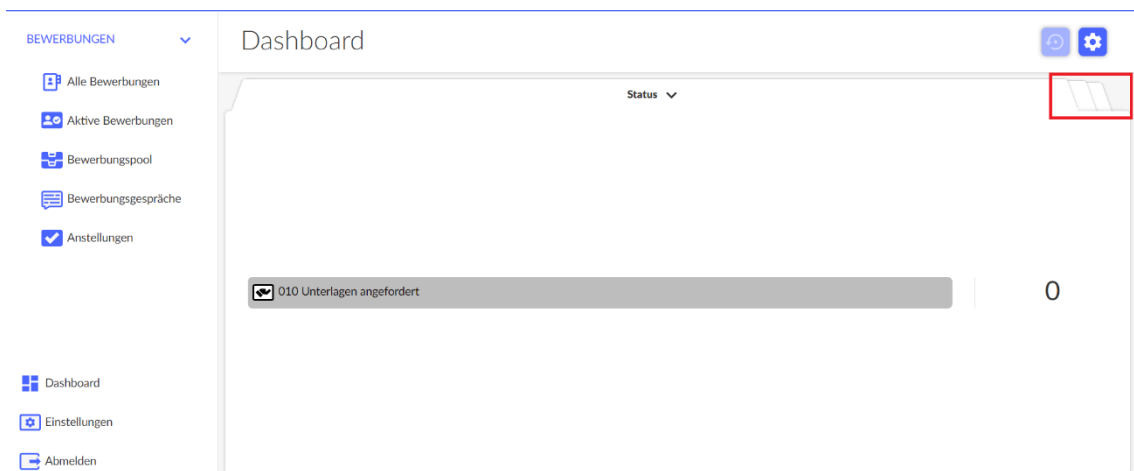 BEWERBUNGEN
Alle Bewerbungen
Aktive Bewerbungen
Bewerbungspool
Bewerbungsgespräche
Anstellungen
Dashboard
Einstellungen
Abmelden
Dashboard
Status
010 Unterlagen angefordert
0